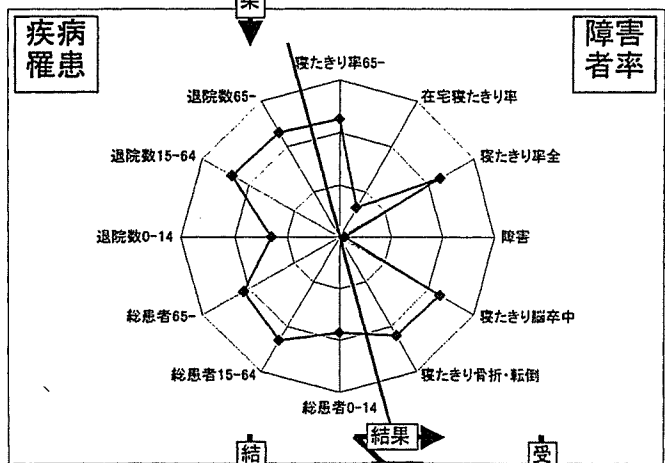 果
疾病
罹患
障害
者率
寝たきり率65-
退院数65-
在宅寝たきり率
退院数15-64
寝たきり率全
退院数0-14
障害
総患者65-
寝たきり脳卒中
総患者15-64
寝たきり骨折・転倒
総患者0-14
結果
結
受